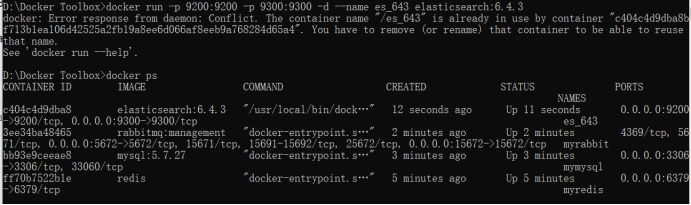 D:\Docker Toolbox>docker run -p 9200:9200 -p 9300:9300 -d --name es_643 elasticsearch:6.4.3
docker: Error response from daemon: Conflict. The container name "/es_643" is already in use by container "c404c4d9dba8b
f713b1ea106d42525a2fb19a8ee6d066af8eeb9a768284d65a4". You have to remove (or rename) that container to be able to reuse
that name.
See 'docker run --help'.
D:\Docker Toolbox>docker ps
CONTAINER ID IMAGE COMMAND CREATED STATUS PORTS
NAMES
c404c4d9dba8 elasticsearch:6.4.3 "/usr/local/bin/dock…" 12 seconds ago Up 11 seconds 0.0.0.0:9200
->9200/tcp, 0.0.0.0:9300->9300/tcp es_643
3ee34ba48465 rabbitmq:management "docker-entrypoint.s…" 2 minutes ago Up 2 minutes 4369/tcp, 56
71/tcp, 0.0.0.0:5672->5672/tcp, 15671/tcp, 15691-15692/tcp, 25672/tcp, 0.0.0.0:15672->15672/tcp myrabbit
bb93e9ceeae8 mysql:5.7.27 "docker-entrypoint.s…" 3 minutes ago Up 3 minutes 0.0.0.0:3306
->3306/tcp, 33060/tcp mymysql
ff70b7522b1e redis "docker-entrypoint.s…" 5 minutes ago Up 5 minutes 0.0.0.0:6379
->6379/tcp myredis